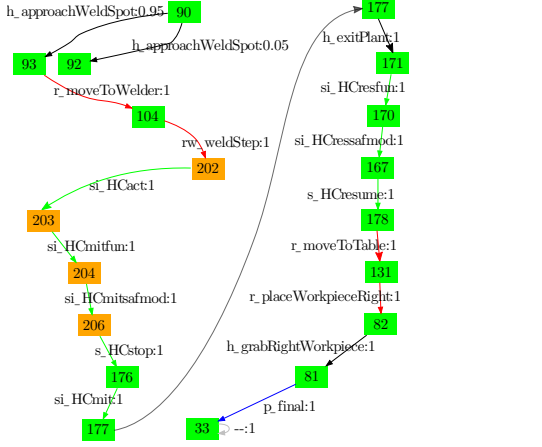 h_approachWeldSpot:0.95
90
h_approachWeldSpot:0.05
93
92
r_moveToWelder:1
104
rw_weldStep:1
202
si_HCact:1
203
si_HCmitfun:1
204
si_HCmitsafmod:1
206
s_HCstop:1
176
si_HCmit:1
177
177
h_exitPlant:1
171
si_HCresfun:1
170
si_HCressafmod:1
167
s_HCresume:1
178
r_moveToTable:1
131
r_placeWorkpieceRight:1
82
h_grabRightWorkpiece:1
81
p_final:1
33
--:1